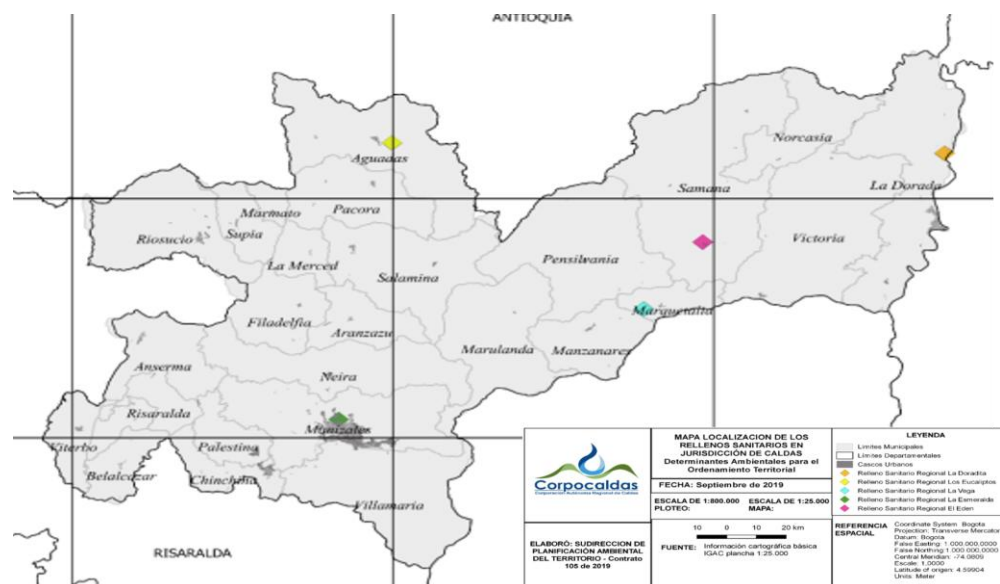 ANTIOQUIA
Norcasia
Aguadas
Samana
La Dorada
Marmato
Pacora
Riosucio
Supia
Victoria
La Merced
Pensilvania
Salamina
Marquetalia
Filadelfia
Aranzazu
Marulanda
Manzanares
Anserma
Neira
Risaralda
Manizales
Viterbo
Palestina
Belalcazar
Chinchina
Villamaria
RISARALDA
Corpocaldas
Corporación Autónoma Regional de Caldas
ELABORÓ: SUDIRECCION DE
PLANIFICACIÓN AMBIENTAL
DEL TERRITORIO - Contrato
105 de 2019
MAPA LOCALIZACION DE LOS
RELLENOS SANITARIOS EN
JURISDICCIÓN DE CALDAS
Determinantes Ambientales para el
Ordenamiento Territorial
FECHA: Septiembre de 2019
ESCALA DE 1:800.000 ESCALA DE 1:25.000
PLOTEO: MAPA:
10 0 10 20 km
FUENTE: Información cartográfica básica
IGAC plancha 1:25.000
LEYENDA
Limites Municipales
Limites Departamentales
Cascos Urbanos
Relleno Sanitario Regional La Doradita
Relleno Sanitario Regional Los Eucaliptos
Relleno Sanitario Regional La Vega
Relleno Sanitario Regional La Esmeralda
Relleno Sanitario Regional El Eden
REFERENCIA
ESPACIAL
Coordinate System Bogota
Projection: Transverse Mercator
Datum: Bogota
False Easting: 1.000.000,0000
False Northing: 1.000.000,0000
Central Meridian: -74.0809
Escale: 1,0000
Latitude of origen: 4.59904
Units: Meter